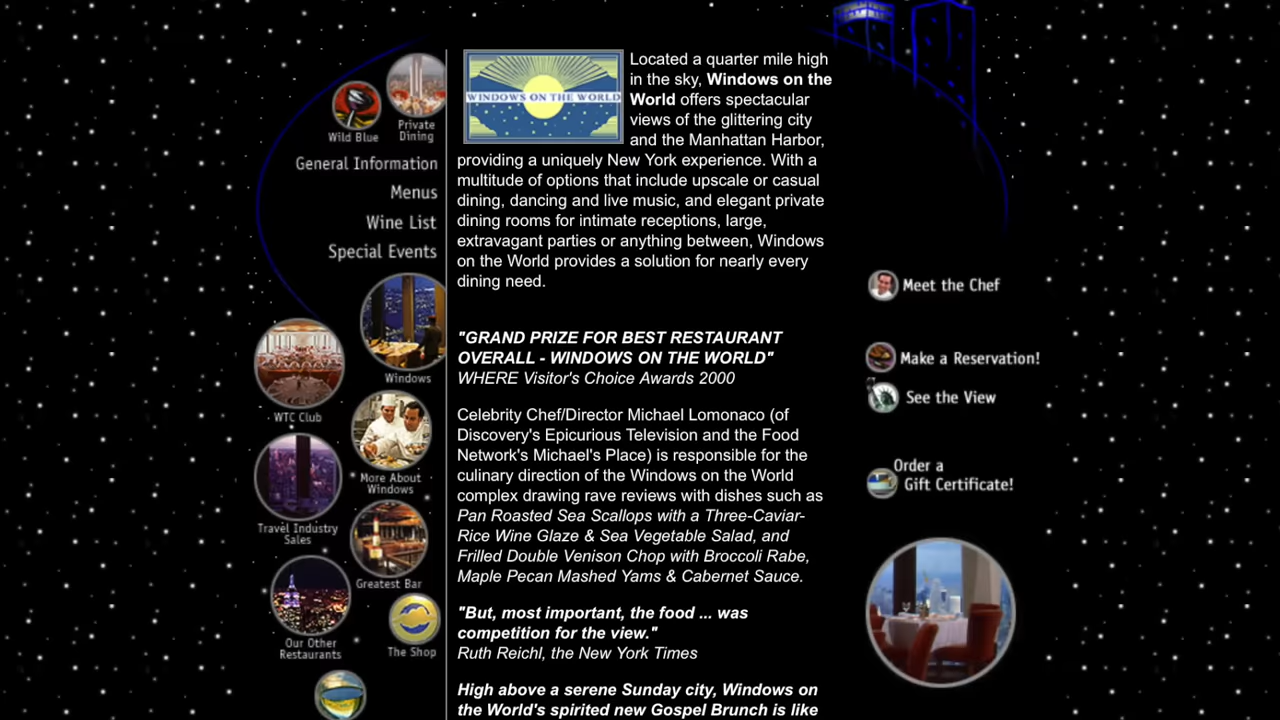 Wild Blue
Private
Dining
General Information
Menus
Wine List
Special Events
Windows
WTC Club
More About
Windows
Travel Industry
Sales
Greatest Bar
Our Other
Restaurants
The Shop
WINDOWS ON THE WORLD
Located a quarter mile high
in the sky, Windows on the
World offers spectacular
views of the glittering city
and the Manhattan Harbor,
providing a uniquely New York experience. With a
multitude of options that include upscale or casual
dining, dancing and live music, and elegant private
dining rooms for intimate receptions, large,
extravagant parties or anything between, Windows
on the World provides a solution for nearly every
dining need.
"GRAND PRIZE FOR BEST RESTAURANT
OVERALL - WINDOWS ON THE WORLD"
WHERE Visitor's Choice Awards 2000
Celebrity Chef/Director Michael Lomonaco (of
Discovery's Epicurious Television and the Food
Network's Michael's Place) is responsible for the
culinary direction of the Windows on the World
complex drawing rave reviews with dishes such as
Pan Roasted Sea Scallops with a Three-Caviar-
Rice Wine Glaze & Sea Vegetable Salad, and
Frilled Double Venison Chop with Broccoli Rabe,
Maple Pecan Mashed Yams & Cabernet Sauce.
"But, most important, the food ... was
competition for the view."
Ruth Reichl, the New York Times
High above a serene Sunday city, Windows on
the World's spirited new Gospel Brunch is like
Meet the Chef
Make a Reservation!
See the View
Order a
Gift Certificate!